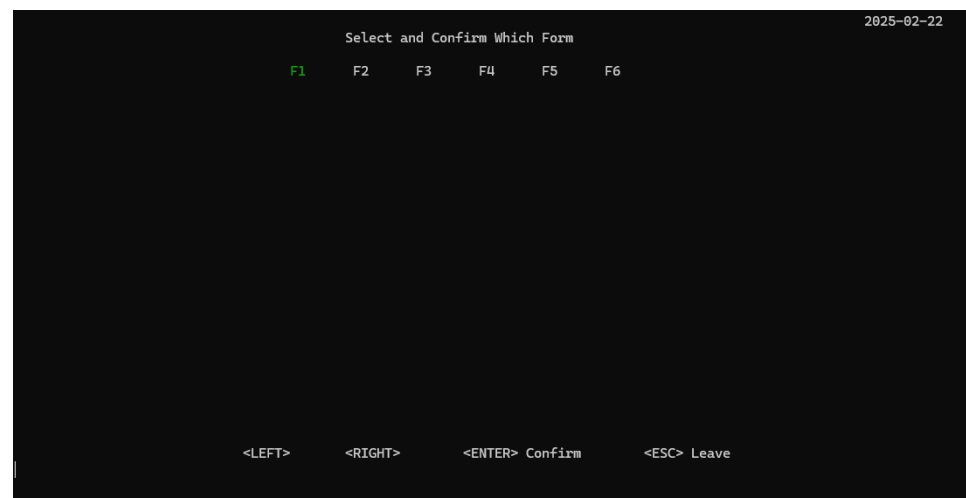 2025-02-22
Select and Confirm Which Form
F1 F2 F3 F4 F5 F6
<LEFT> <RIGHT> <ENTER> Confirm <ESC> Leave